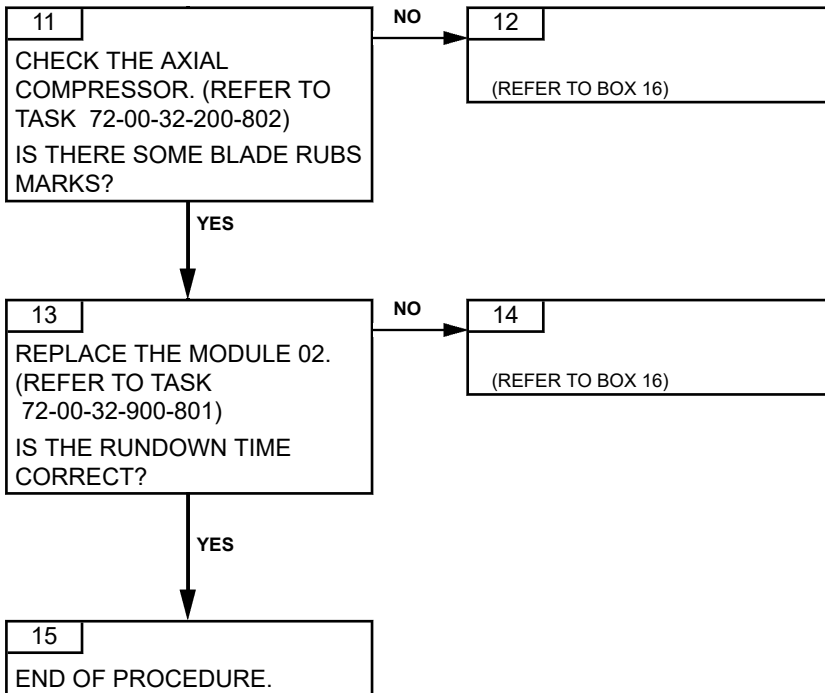 11
CHECK THE AXIAL
COMPRESSOR. (REFER TO
TASK 72-00-32-200-802)
IS THERE SOME BLADE RUBS
MARKS?
NO
12
(REFER TO BOX 16)
YES
13
REPLACE THE MODULE 02.
(REFER TO TASK
72-00-32-900-801)
IS THE RUNDOWN TIME
CORRECT?
NO
14
(REFER TO BOX 16)
YES
15
END OF PROCEDURE.